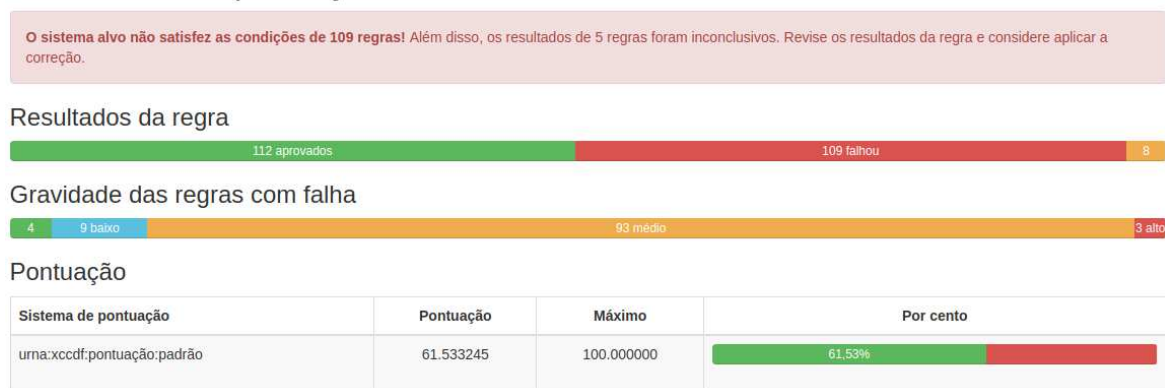 O sistema alvo não satisfez as condições de 109 regras! Além disso, os resultados de 5 regras foram inconclusivos. Revise os resultados da regra e considere aplicar a
correção.
Resultados da regra
112 aprovados 109 falhou 8
Gravidade das regras com falha
4 9 baixo 93 médio 3 alto
Pontuação
Sistema de pontuação Pontuação Máximo Por cento
urna:xccdf:pontuação:padrão 61.533245 100.000000 61,53%